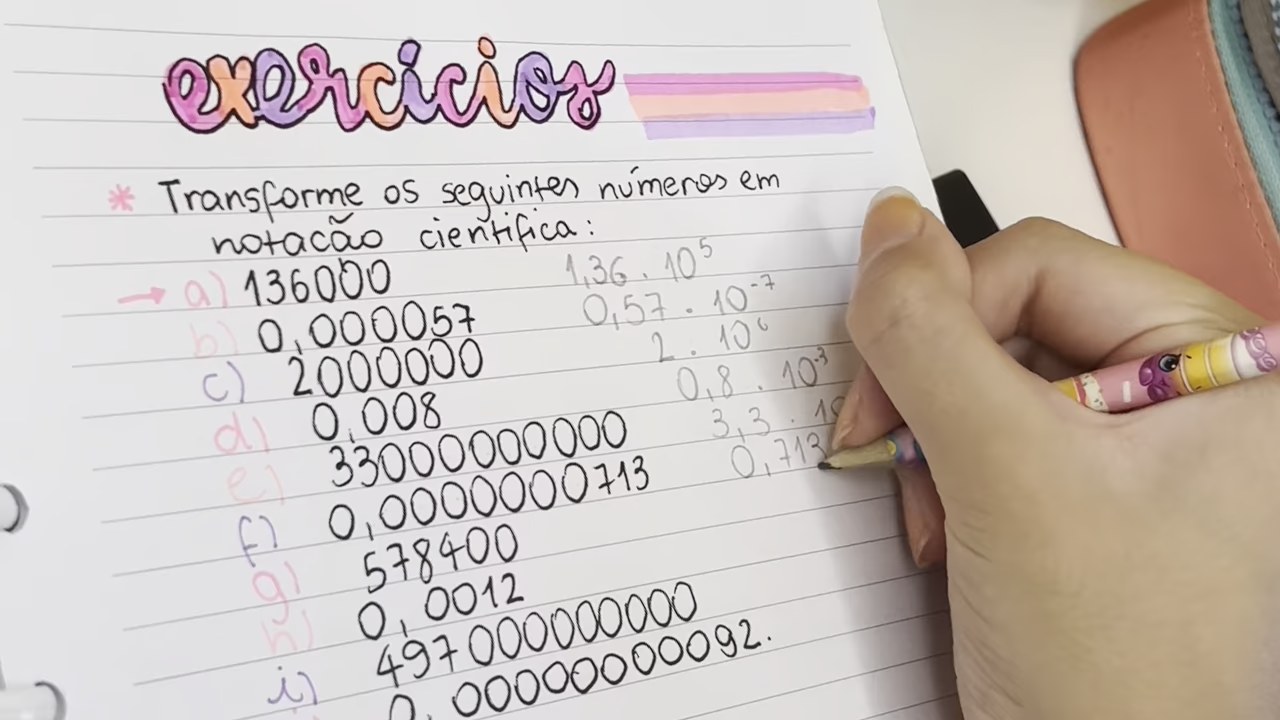 exercícios
* Transforme os seguintes números em
notação científica:
→ a) 136000 1,36 . 10⁵
b) 0,000057 0,57 . 10⁻⁷
c) 2000000 2 . 10⁶
d) 0,008 0,8 . 10⁻³
e) 33000000000 3,3 . 10
f) 0,0000000713 0,713
g) 578400
h) 0,0012
i) 497000000000
0,00000000092.